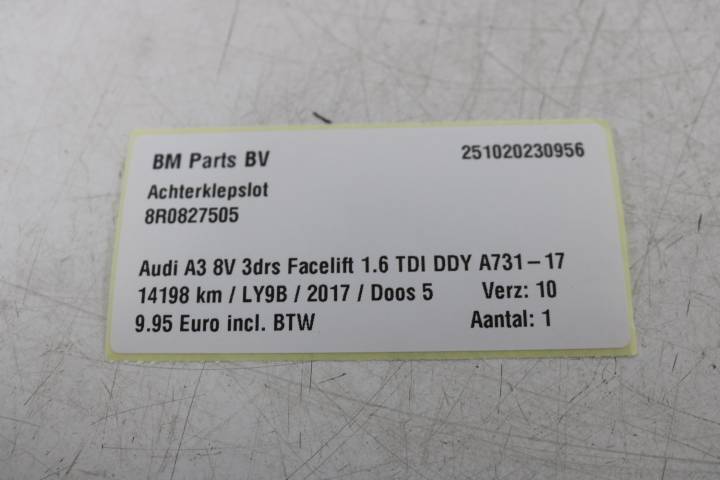 BM Parts BV 251020230956
Achterklepslot
8R0827505
Audi A3 8V 3drs Facelift 1.6 TDI DDY A731-17
14198 km / LY9B / 2017 / Doos 5 Verz: 10
9.95 Euro incl. BTW Aantal: 1